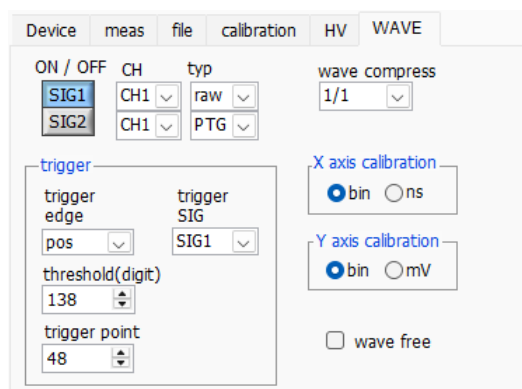 Device meas file calibration HV WAVE
ON / OFF CH typ wave compress
SIG1 CH1 raw 1/1
SIG2 CH1 PTG
trigger
trigger edge
pos
trigger SIG
SIG1
threshold(digit)
138
trigger point
48
X axis calibration
bin ns
Y axis calibration
bin mV
wave free